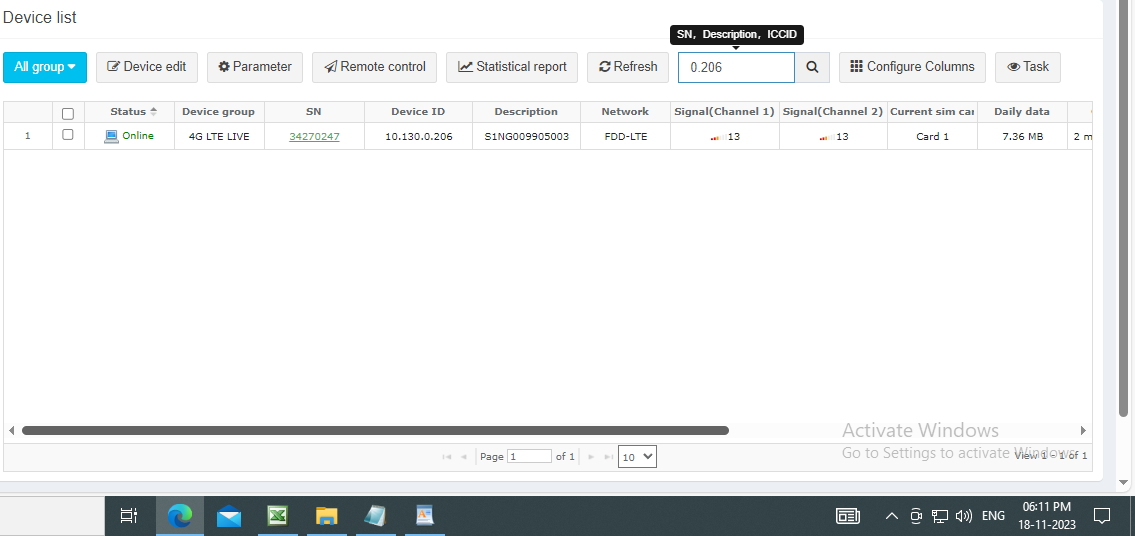 Device list
SN, Description, ICCID
All group Device edit Parameter Remote control Statistical report Refresh 0.206 Configure Columns Task
Status Device group SN Device ID Description Network Signal(Channel 1) Signal(Channel 2) Current sim car Daily data
1 Online 4G LTE LIVE 34270247 10.130.0.206 S1NG009905003 FDD-LTE 13 13 Card 1 7.36 MB 2 m
Activate Windows
Go to Settings to activate Windows.
Page 1 of 1 10 View 1 - 1 of 1
ENG 06:11 PM
18-11-2023